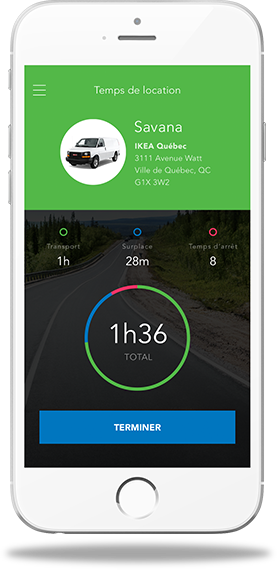 Temps de location
Savana
IKEA Québec
3111 Avenue Watt
Ville de Québec, QC
G1X 3W2
Transport
Surplace
Temps d'arrêt
1h
28m
8
1h36
TOTAL
TERMINER